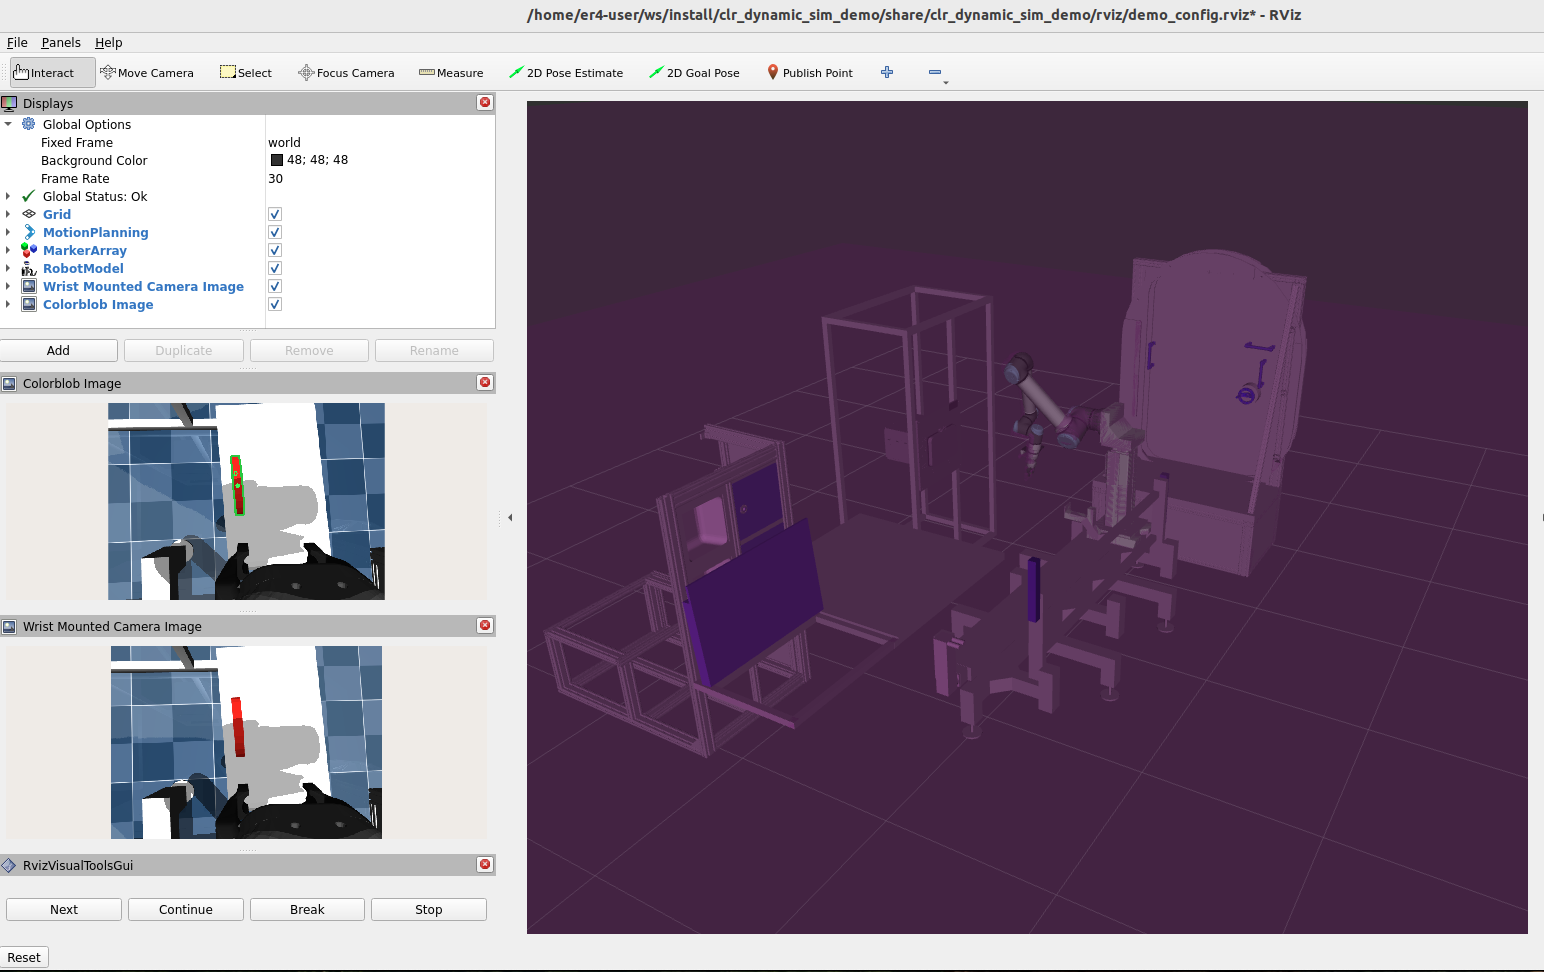 /home/er4-user/ws/install/clr_dynamic_sim_demo/share/clr_dynamic_sim_demo/rviz/demo_config.rviz* - RViz
File Panels Help
Interact Move Camera Select Focus Camera Measure 2D Pose Estimate 2D Goal Pose Publish Point
Displays
Global Options
Fixed Frame world
Background Color 48; 48; 48
Frame Rate 30
Global Status: Ok
Grid
MotionPlanning
MarkerArray
RobotModel
Wrist Mounted Camera Image
Colorblob Image
Add Duplicate Remove Rename
Colorblob Image
Wrist Mounted Camera Image
RvizVisualToolsGui
Next Continue Break Stop
Reset